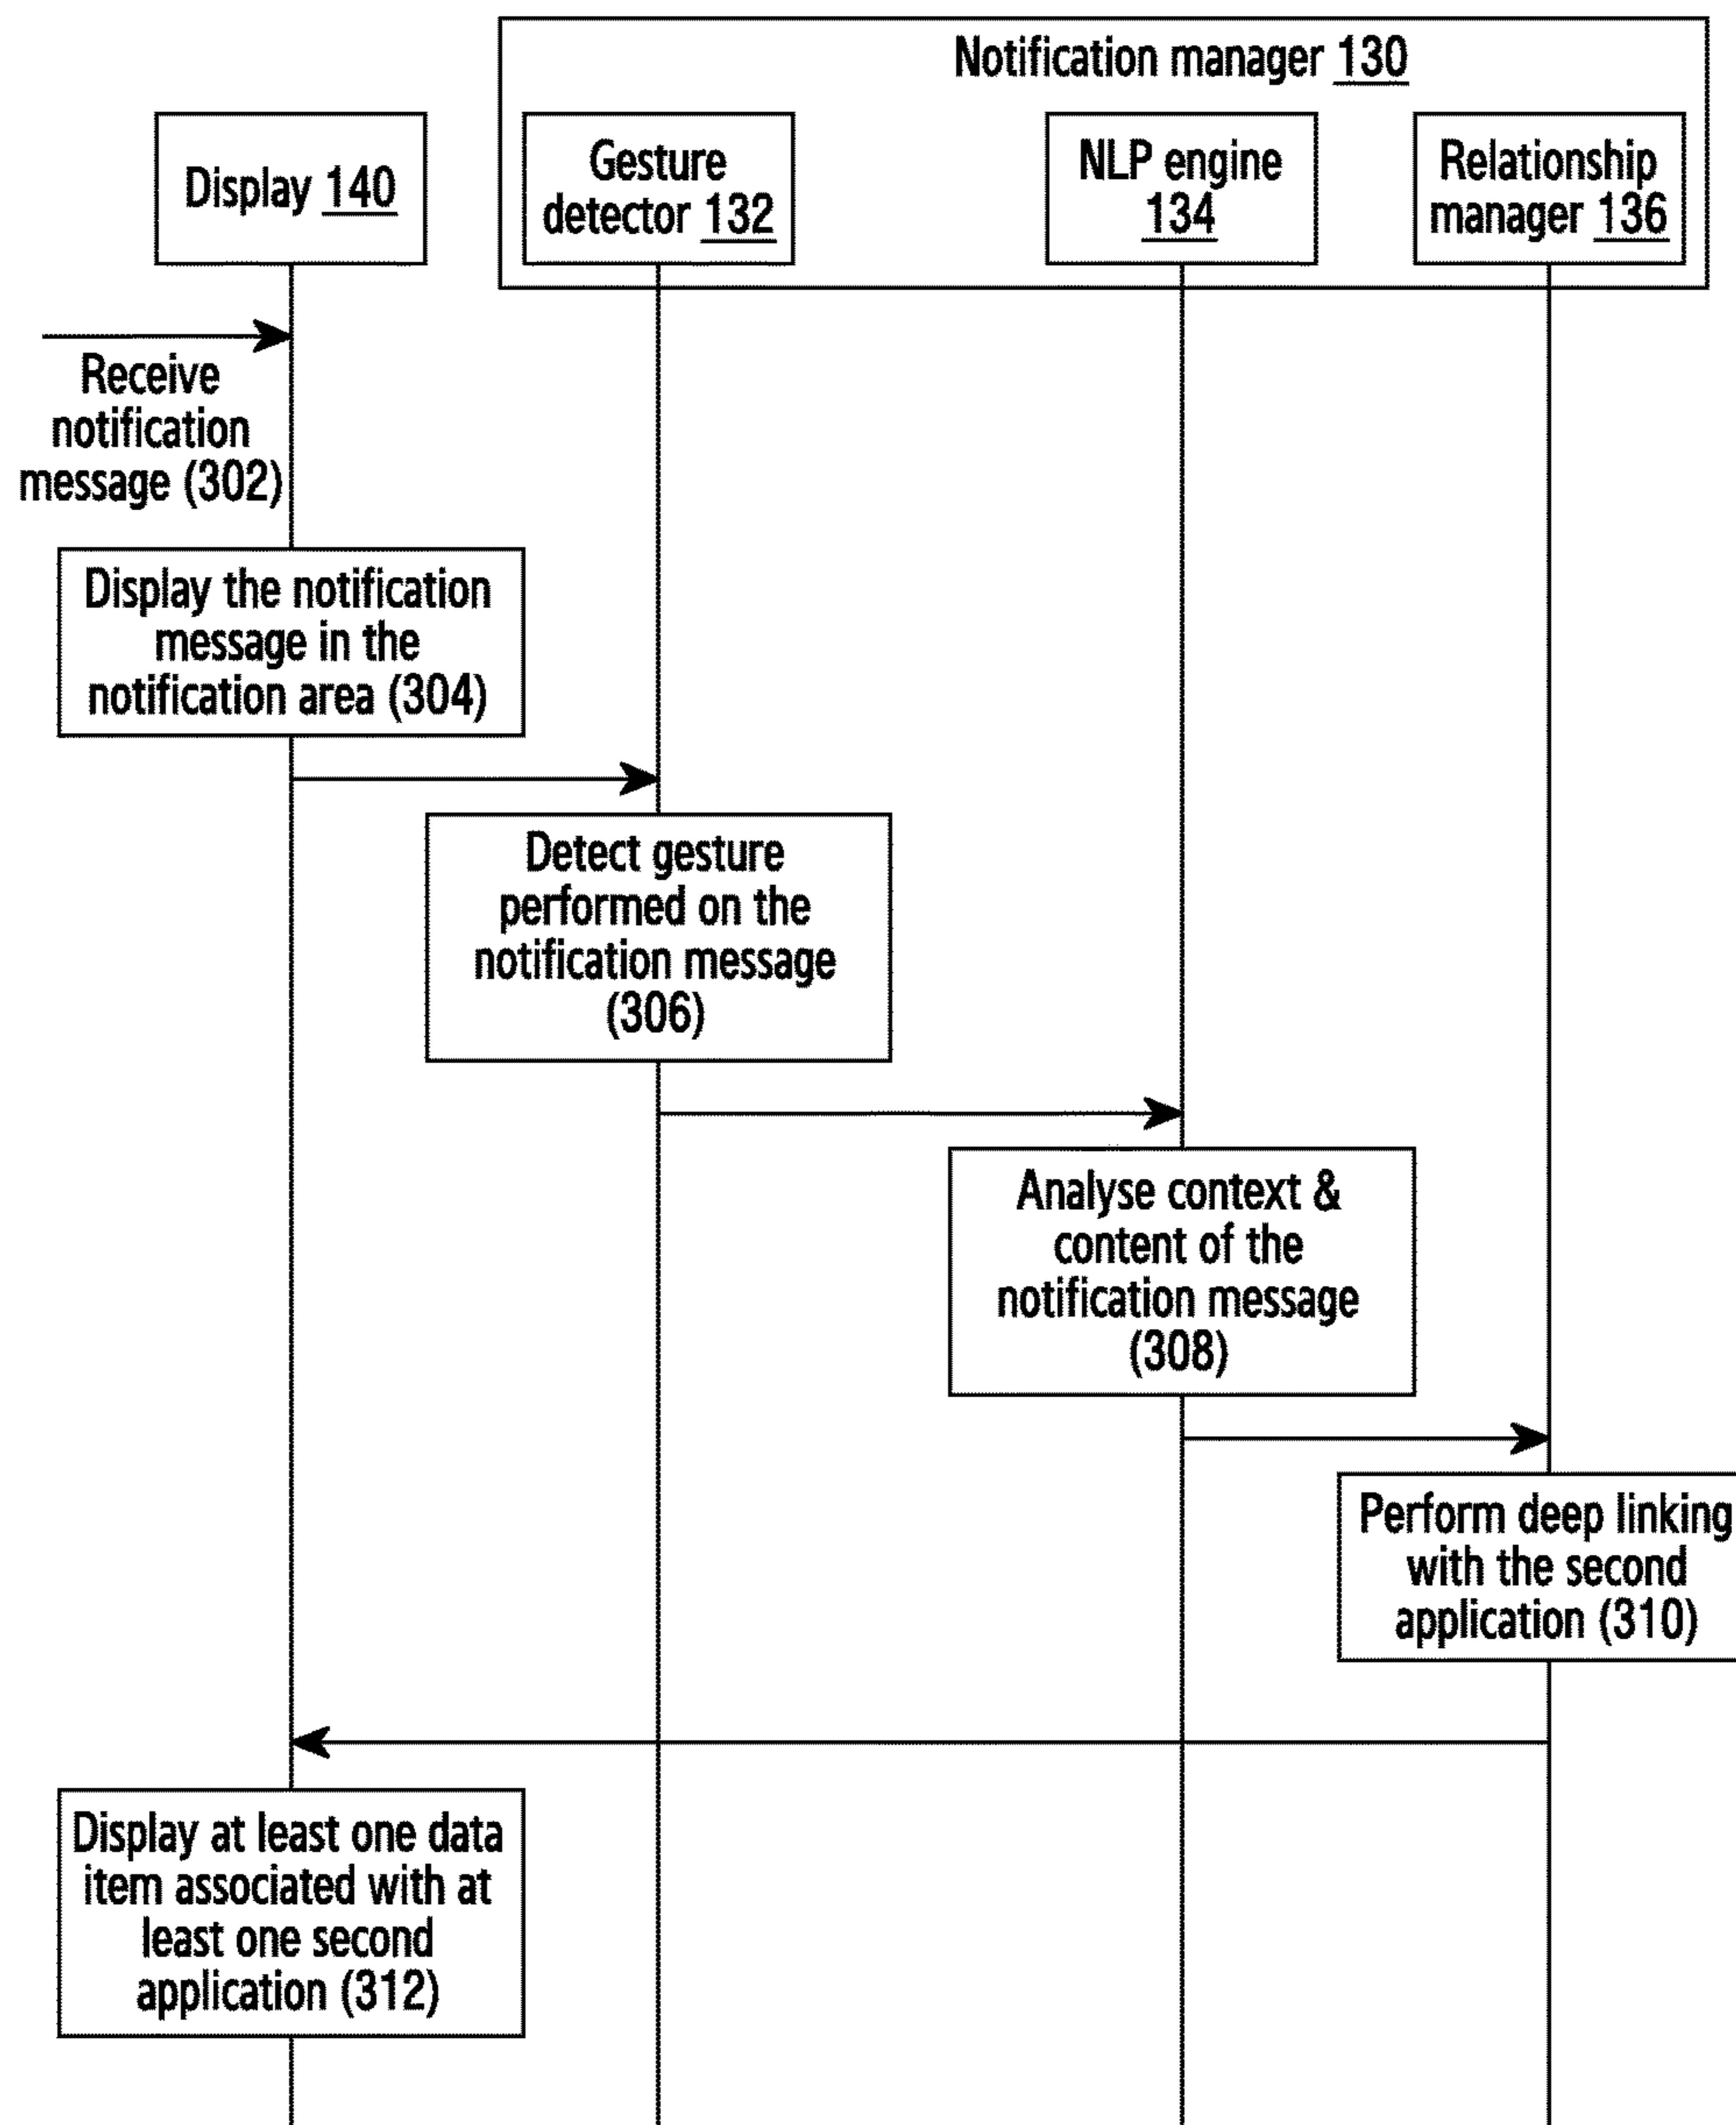 Notification manager 130
Display 140
Gesture
detector 132
NLP engine
134
Relationship
manager 136
Receive
notification
message (302)
Display the notification
message in the
notification area (304)
Detect gesture
performed on the
notification message
(306)
Analyse context &
content of the
notification message
(308)
Perform deep linking
with the second
application (310)
Display at least one data
item associated with at
least one second
application (312)